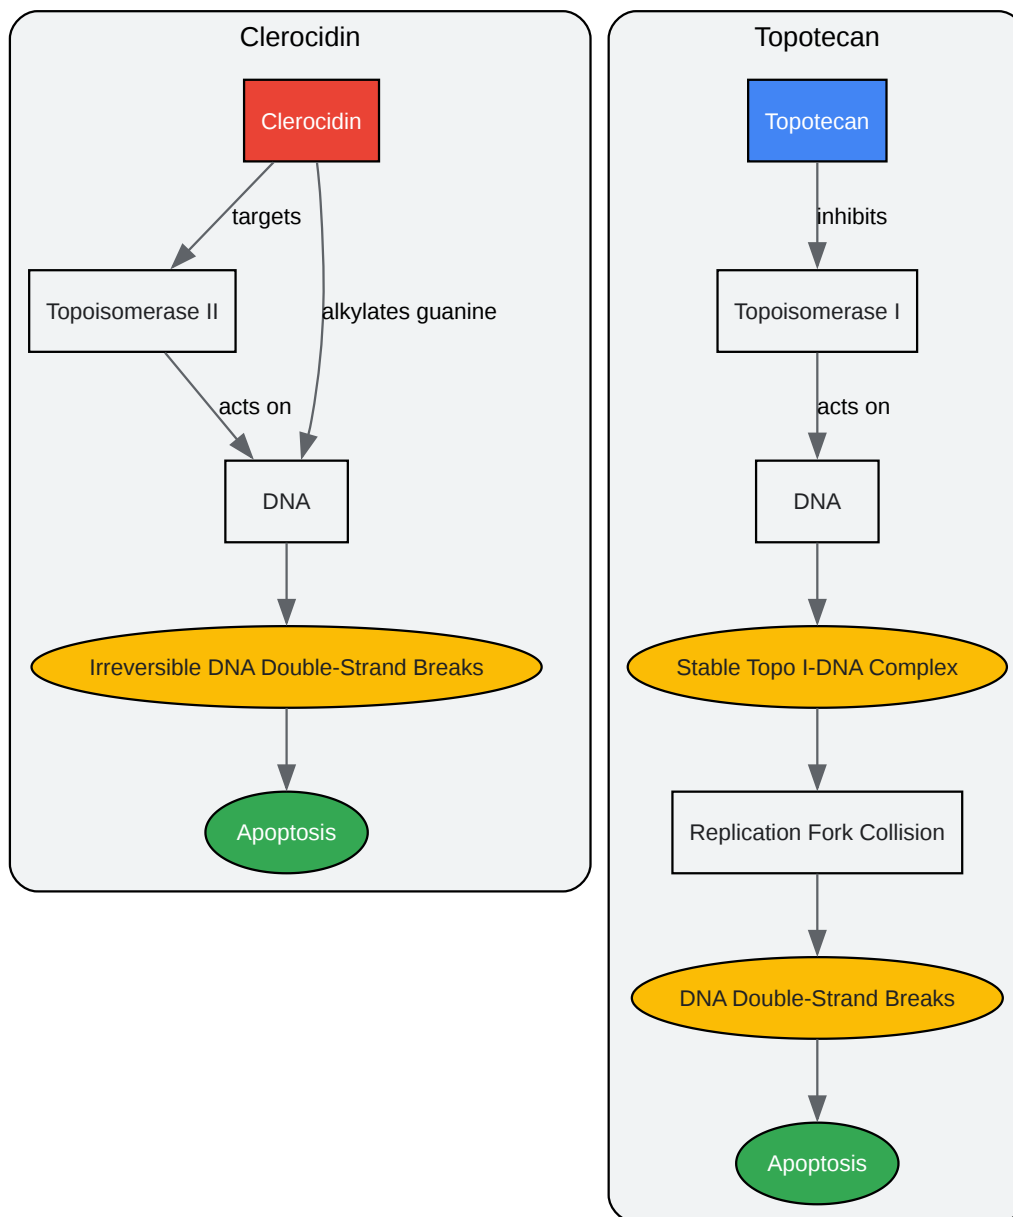 Clerocidin
Clerocidin
targets
Topoisomerase II
alkylates guanine
acts on
DNA
Irreversible DNA Double-Strand Breaks
Apoptosis
Topotecan
Topotecan
inhibits
Topoisomerase I
acts on
DNA
Stable Topo I-DNA Complex
Replication Fork Collision
DNA Double-Strand Breaks
Apoptosis